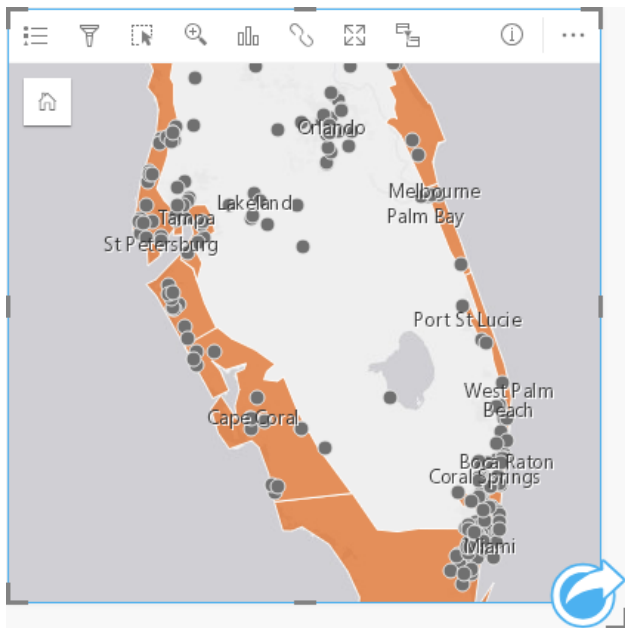 Orlando
Melbourne
Lakeland
Palm Bay
Tampa
St Petersburg
Port St Lucie
West Palm
Beach
Cape Coral
Boca Raton
Coral Springs
Miami